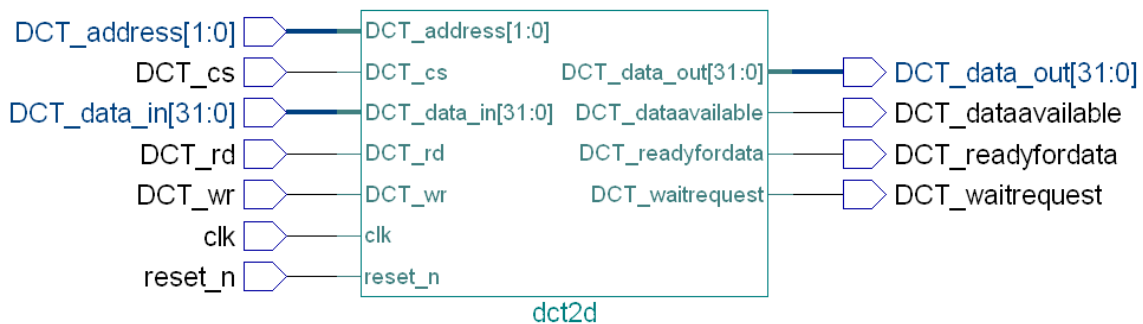 DCT_address[1:0] DCT_address[1:0]
DCT_cs DCT_cs DCT_data_out[31:0] DCT_data_out[31:0]
DCT_data_in[31:0] DCT_data_in[31:0] DCT_dataavailable DCT_dataavailable
DCT_rd DCT_rd DCT_readyfordata DCT_readyfordata
DCT_wr DCT_wr DCT_waitrequest DCT_waitrequest
clk clk
reset_n reset_n
dct2d